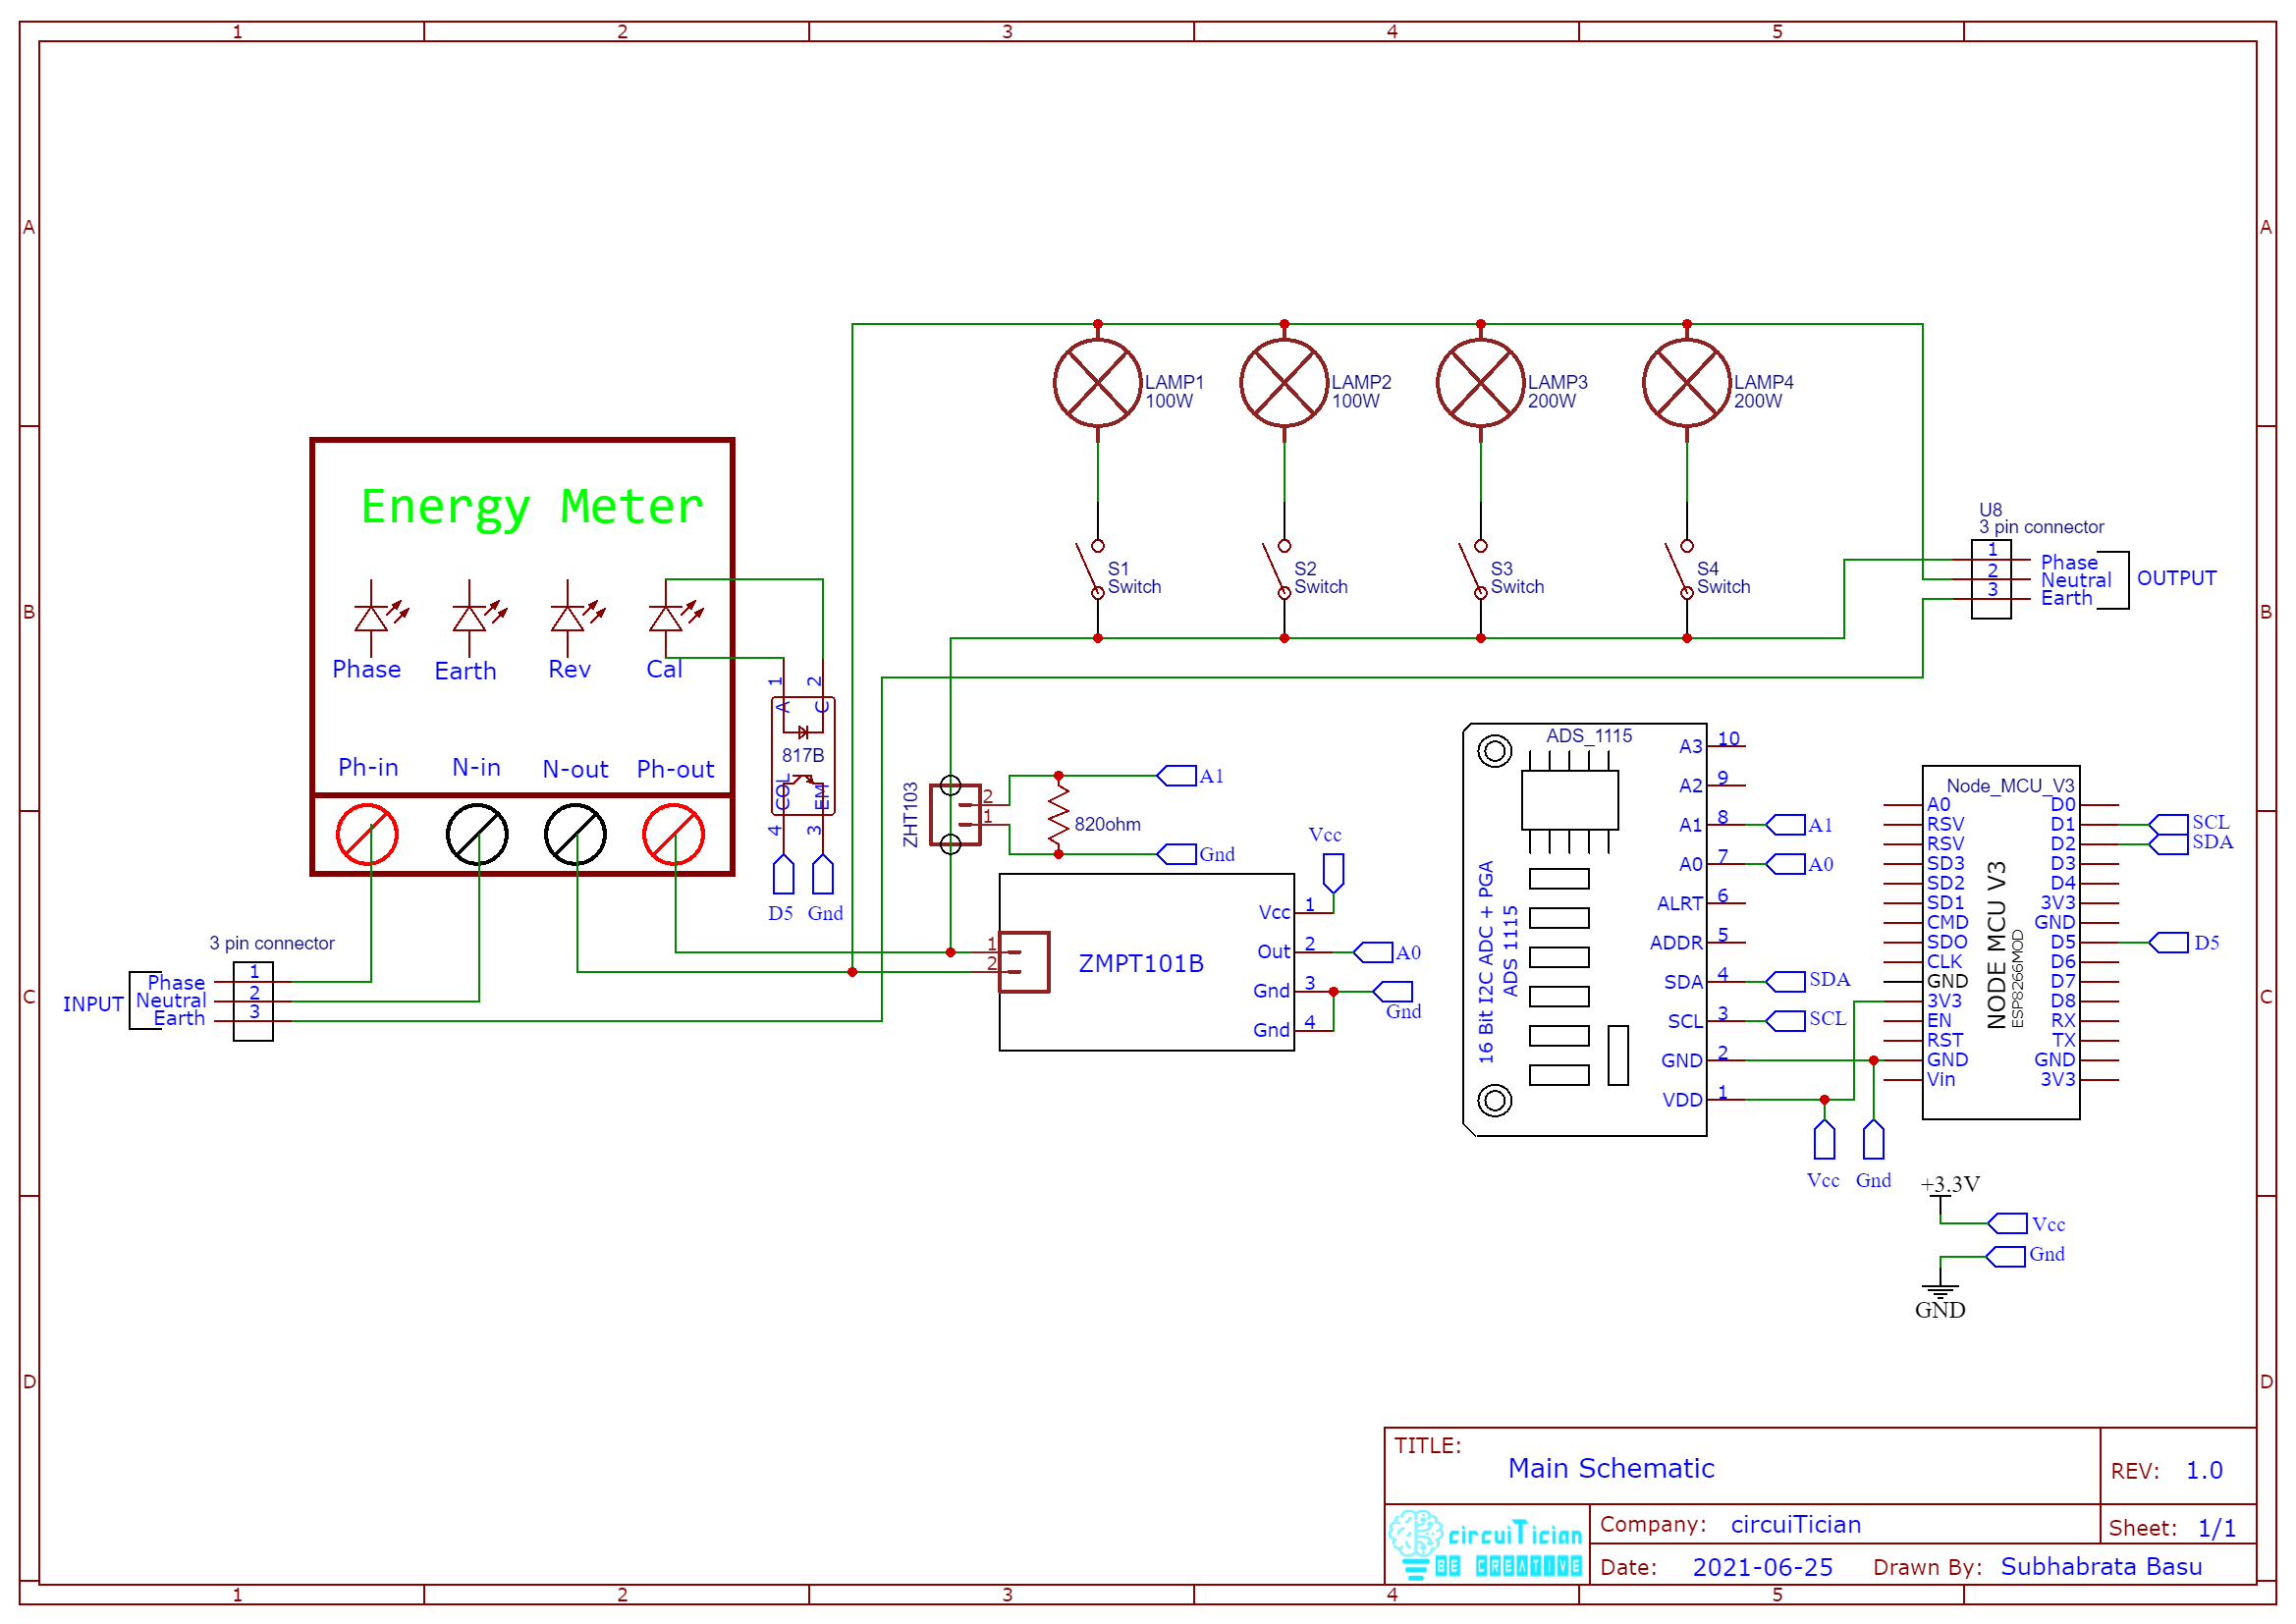 1 2 3 4 5
A
A
Energy Meter
Phase
Earth
Rev
Cal
Ph-in
N-in
N-out
Ph-out
1
2
A
C
817B
COL
EM
4
3
D5
Gnd
LAMP1
100W
LAMP2
100W
LAMP3
200W
LAMP4
200W
S1
Switch
S2
Switch
S3
Switch
S4
Switch
U8
3 pin connector
1
2
3
Phase
Neutral
Earth
OUTPUT
B
B
3 pin connector
INPUT
Phase
Neutral
Earth
1
2
3
ZHT103
2
1
820ohm
A1
Gnd
1
2
ZMPT101B
Vcc
Out
Gnd
Gnd
1
2
3
4
Vcc
A0
Gnd
ADS_1115
16 Bit I2C ADC + PGA
ADS 1115
A3 10
A2 9
A1 8 A1
A0 7 A0
ALRT 6
ADDR 5
SDA 4 SDA
SCL 3 SCL
GND 2
VDD 1
Vcc
Gnd
Node_MCU_V3
NODE MCU V3
ESP8266MOD
A0
RSV
RSV
SD3
SD2
SD1
CMD
SDO
CLK
GND
3V3
EN
RST
GND
Vin
D0
D1
D2
D3
D4
3V3
GND
D5
D6
D7
D8
RX
TX
GND
3V3
SCL
SDA
D5
C
C
+3.3V
Vcc
Gnd
GND
D
D
TITLE:
Main Schematic
REV: 1.0
circuiTician
BE CREATIVE
Company: circuiTician
Sheet: 1/1
Date: 2021-06-25
Drawn By: Subhabrata Basu
1 2 3 4 5